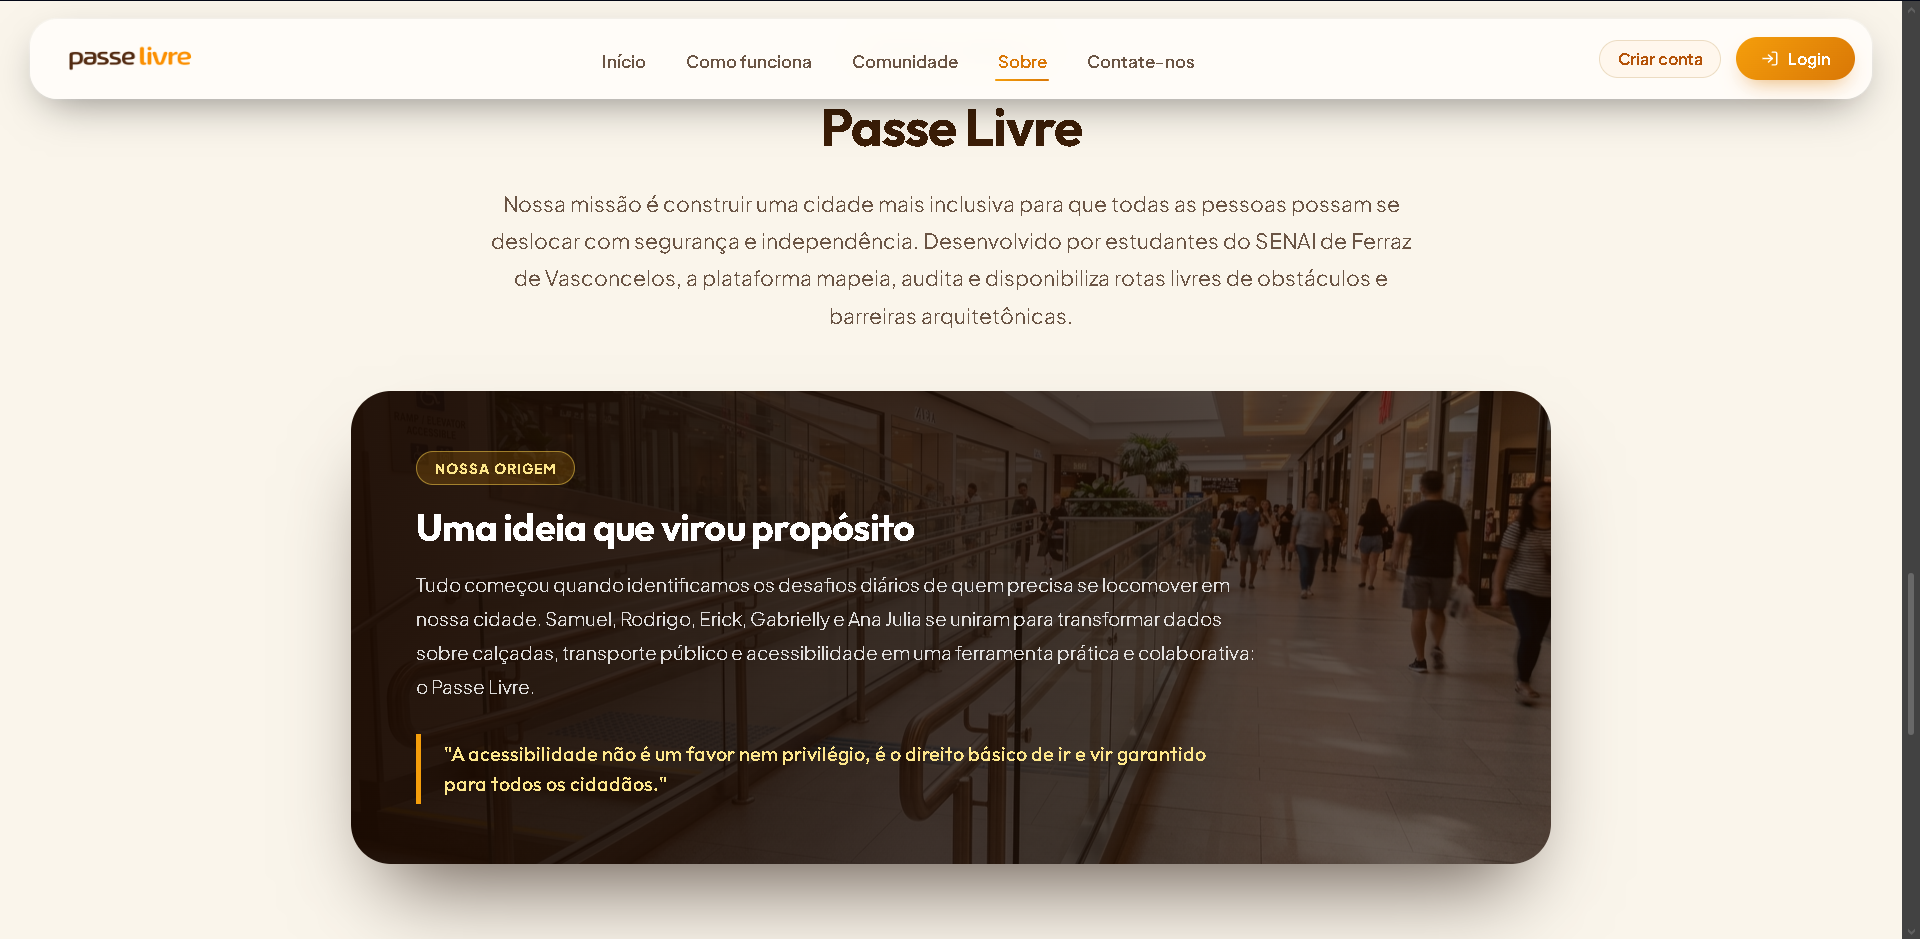 passe livre
Início
Como funciona
Comunidade
Sobre
Contate-nos
Criar conta
Login
Passe Livre
Nossa missão é construir uma cidade mais inclusiva para que todas as pessoas possam se
deslocar com segurança e independência. Desenvolvido por estudantes do SENAI de Ferraz
de Vasconcelos, a plataforma mapeia, audita e disponibiliza rotas livres de obstáculos e
barreiras arquitetônicas.
NOSSA ORIGEM
Uma ideia que virou propósito
Tudo começou quando identificamos os desafios diários de quem precisa se locomover em
nossa cidade. Samuel, Rodrigo, Erick, Gabrielly e Ana Julia se uniram para transformar dados
sobre calçadas, transporte público e acessibilidade em uma ferramenta prática e colaborativa:
o Passe Livre.
"A acessibilidade não é um favor nem privilégio, é o direito básico de ir e vir garantido
para todos os cidadãos."